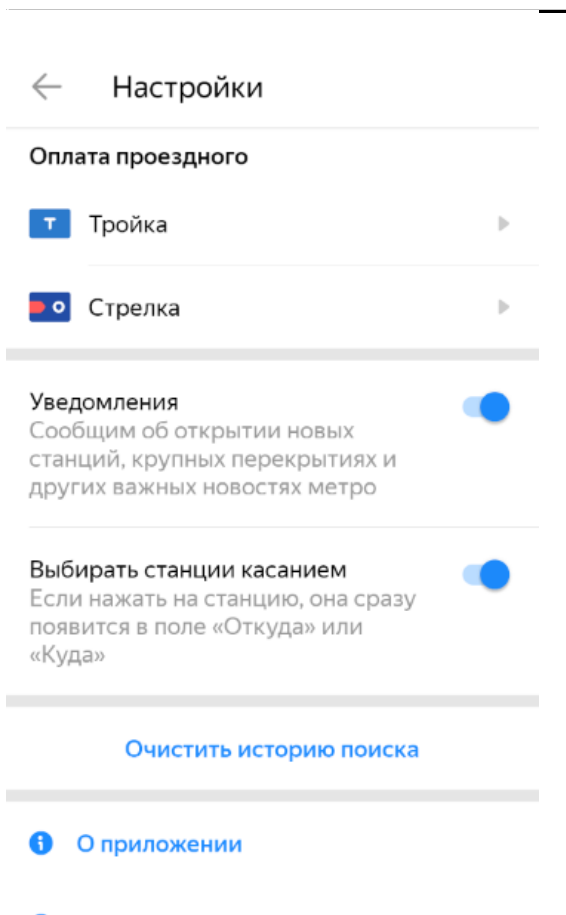 Настройки
Оплата проездного
Т Тройка
Стрелка
Уведомления
Сообщим об открытии новых
станций, крупных перекрытиях и
других важных новостях метро
Выбирать станции касанием
Если нажать на станцию, она сразу
появится в поле «Откуда» или
«Куда»
Очистить историю поиска
О приложении